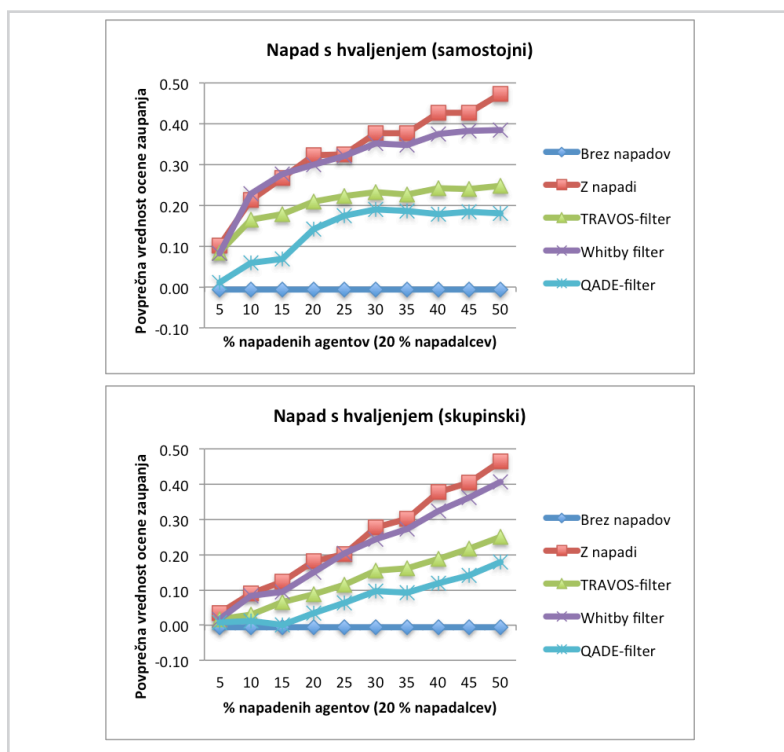 Napad s hvaljenjem (samostojni)
Povprečna vrednost ocene zaupanja
0.50
0.40
0.30
0.20
0.10
0.00
-0.10
5 10 15 20 25 30 35 40 45 50
% napadenih agentov (20 % napadalcev)
Brez napadov
Z napadi
TRAVOS-filter
Whitby filter
QADE-filter
Napad s hvaljenjem (skupinski)
Povprečna vrednost ocene zaupanja
0.50
0.40
0.30
0.20
0.10
0.00
-0.10
5 10 15 20 25 30 35 40 45 50
% napadenih agentov (20 % napadalcev)
Brez napadov
Z napadi
TRAVOS-filter
Whitby filter
QADE-filter